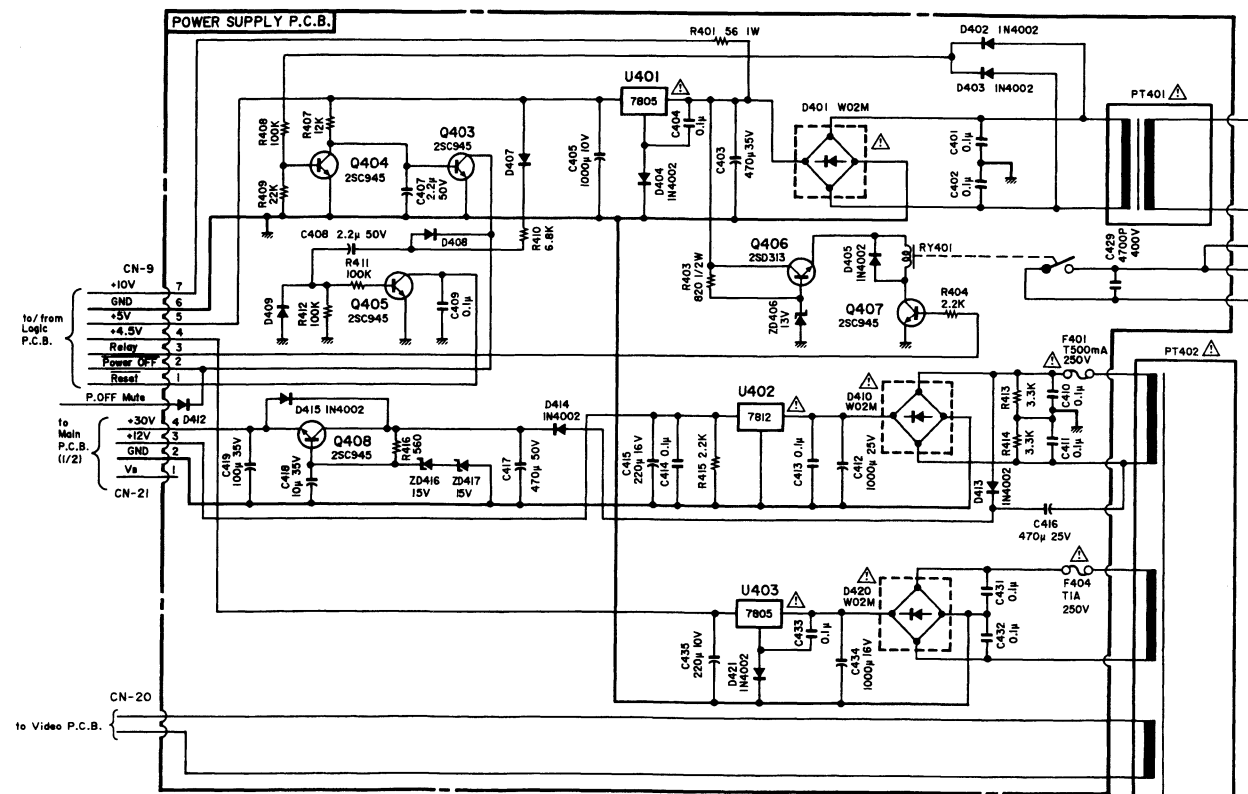 POWER SUPPLY P.C.B.
R401 56 1W
D402 1N4002
D403 1N4002
PT401
U401
7805
C404
0.1μ
D401 W02M
R408
100K
R407
12K
Q403
2SC945
Q404
2SC945
R409
22K
C407
2.2μ
50V
D407
C405
1000μ 10V
D404
1N4002
C403
470μ 35V
C401
0.1μ
C402
0.1μ
C408 2.2μ 50V
D408
R410
6.8K
Q406
2SD313
D405
1N4002
RY401
C429
4700P
400V
R411
100K
Q405
2SC945
C409
0.1μ
D409
R412
100K
R403
820 1/2W
ZD406
13V
Q407
2SC945
R404
2.2K
CN-9
to/from
Logic
P.C.B.
+10V 7
GND 6
+5V 5
+4.5V 4
Relay 3
Power OFF 2
Reset 1
P.OFF Mute
D412
F401
T500mA
250V
PT402
to
Main
P.C.B.
(1/2)
+30V 4
+12V 3
GND 2
Vs 1
CN-21
D415 1N4002
Q408
2SC945
R416
560
D414
1N4002
C419
100μ 35V
C418
10μ 35V
ZD416
15V
ZD417
15V
C417
470μ 50V
U402
7812
D410
W02M
C415
220μ 16V
C414 0.1μ
R415 2.2K
C413 0.1μ
C412
1000μ 25V
R413
3.3K
C410
0.1μ
R414
3.3K
C411
0.1μ
D413
1N4002
C416
470μ 25V
U403
7805
D420
W02M
C433
0.1μ
C435
220μ 10V
D421
1N4002
C434
1000μ 16V
C431
0.1μ
C432
0.1μ
F404
T1A
250V
CN-20
to Video P.C.B.